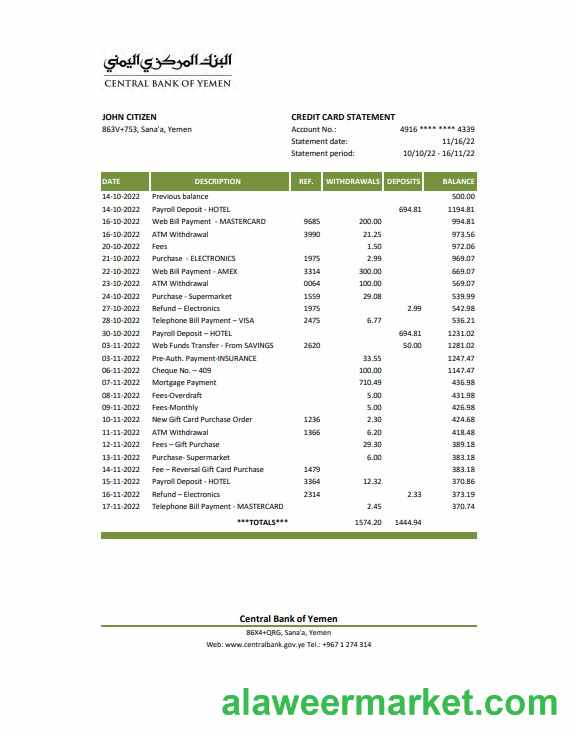 البنك المركزي اليمني
CENTRAL BANK OF YEMEN
JOHN CITIZEN
863V+753, Sana'a, Yemen
CREDIT CARD STATEMENT
Account No.: 4916 **** **** 4339
Statement date: 11/16/22
Statement period: 10/10/22 - 16/11/22
DATE DESCRIPTION REF. WITHDRAWALS DEPOSITS BALANCE
14-10-2022 Previous balance 500.00
14-10-2022 Payroll Deposit - HOTEL 694.81 1194.81
16-10-2022 Web Bill Payment - MASTERCARD 9685 200.00 994.81
16-10-2022 ATM Withdrawal 3990 21.25 973.56
20-10-2022 Fees 1.50 972.06
21-10-2022 Purchase - ELECTRONICS 1975 2.99 969.07
22-10-2022 Web Bill Payment - AMEX 3314 300.00 669.07
23-10-2022 ATM Withdrawal 0064 100.00 569.07
24-10-2022 Purchase - Supermarket 1559 29.08 539.99
27-10-2022 Refund – Electronics 1975 2.99 542.98
28-10-2022 Telephone Bill Payment – VISA 2475 6.77 536.21
30-10-2022 Payroll Deposit – HOTEL 694.81 1231.02
03-11-2022 Web Funds Transfer - From SAVINGS 2620 50.00 1281.02
03-11-2022 Pre-Auth. Payment-INSURANCE 33.55 1247.47
06-11-2022 Cheque No. – 409 100.00 1147.47
07-11-2022 Mortgage Payment 710.49 436.98
08-11-2022 Fees-Overdraft 5.00 431.98
09-11-2022 Fees-Monthly 5.00 426.98
10-11-2022 New Gift Card Purchase Order 1236 2.30 424.68
11-11-2022 ATM Withdrawal 1366 6.20 418.48
12-11-2022 Fees – Gift Purchase 29.30 389.18
13-11-2022 Purchase- Supermarket 6.00 383.18
14-11-2022 Fee – Reversal Gift Card Purchase 1479 383.18
15-11-2022 Payroll Deposit - HOTEL 3364 12.32 370.86
16-11-2022 Refund – Electronics 2314 2.33 373.19
17-11-2022 Telephone Bill Payment - MASTERCARD 2.45 370.74
***TOTALS*** 1574.20 1444.94
Central Bank of Yemen
86X4+QRG, Sana'a, Yemen
Web: www.centralbank.gov.ye Tel.: +967 1 274 314
alaweermarket.com